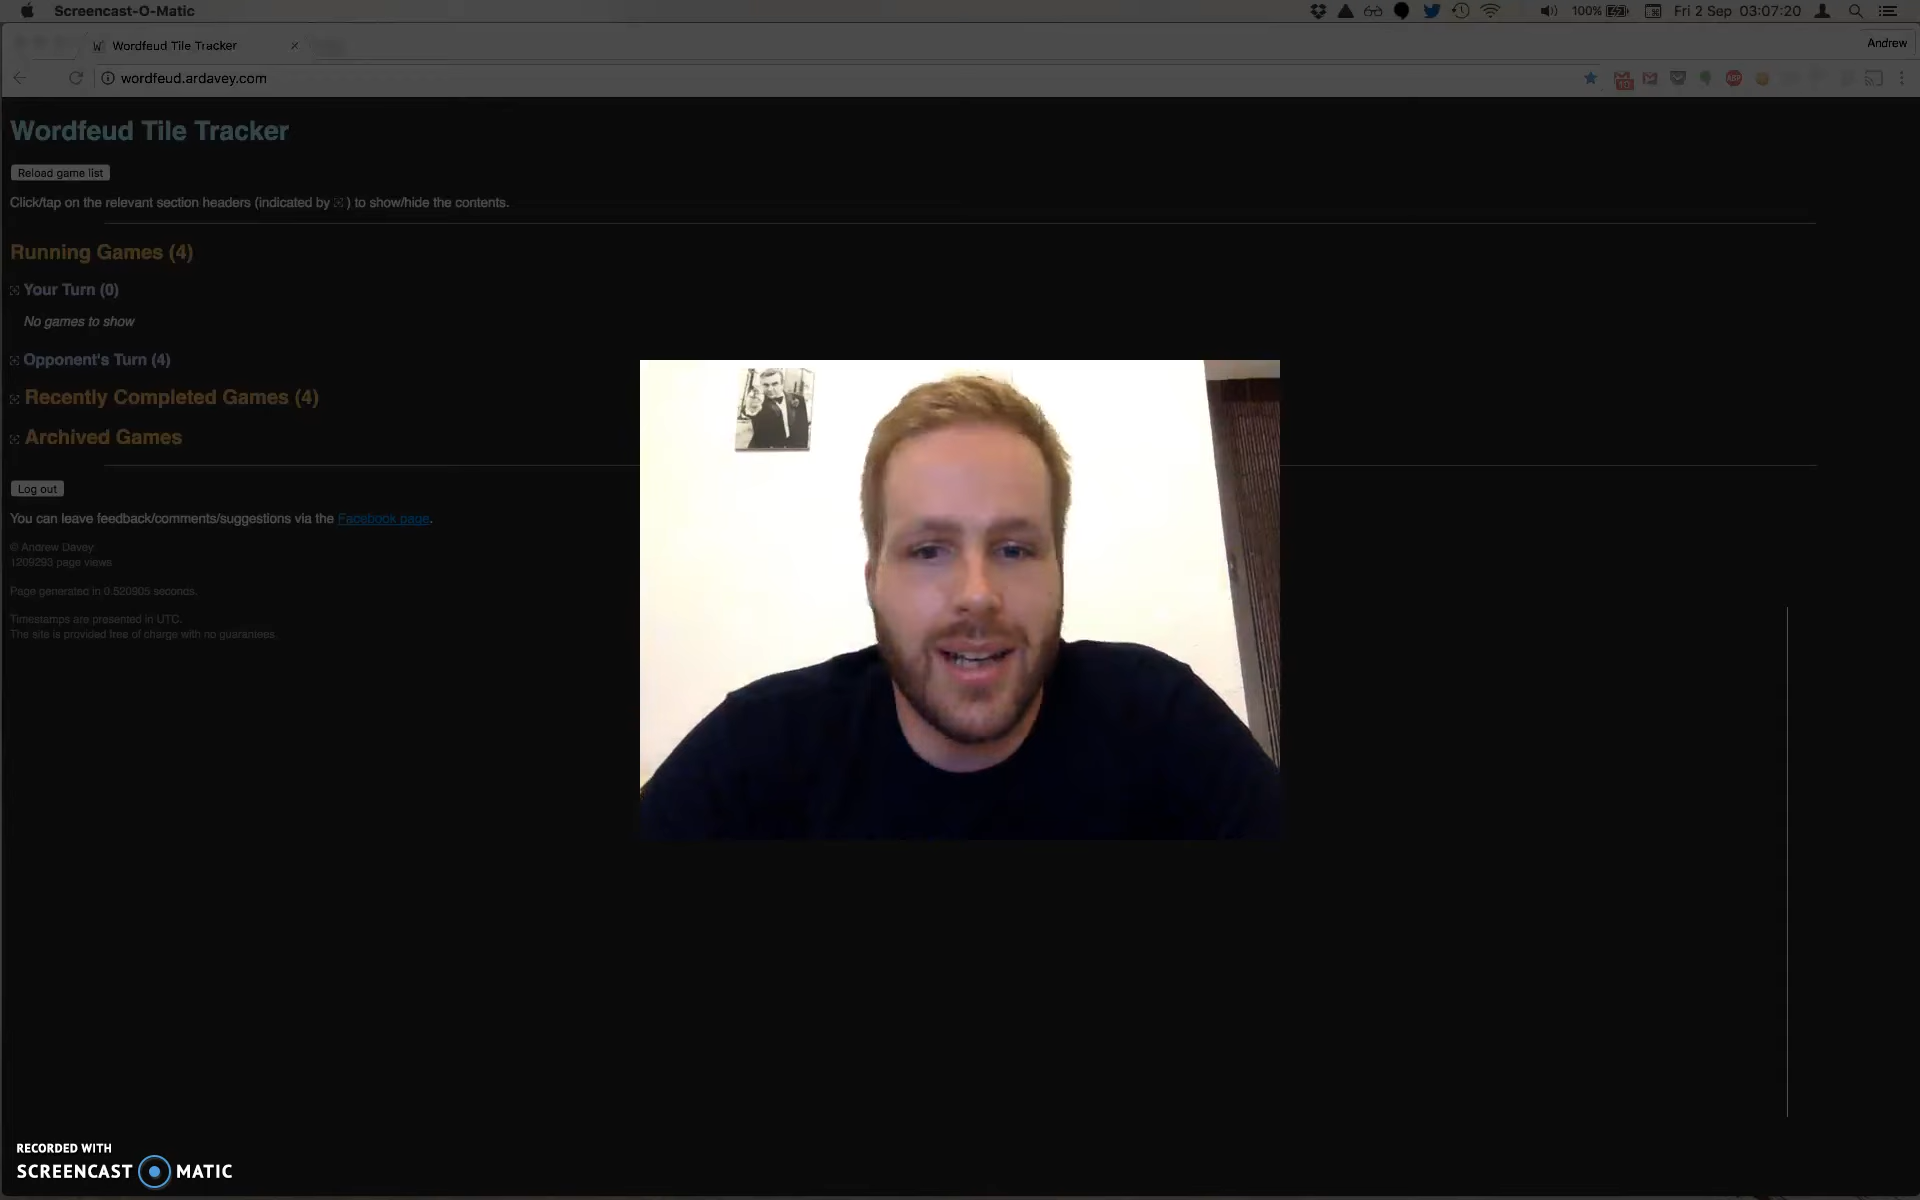 Screencast-O-Matic
100%
Fri 2 Sep 03:07:20
Wordfeud Tile Tracker
Andrew
wordfeud.ardavey.com
ABP
Wordfeud Tile Tracker
Reload game list
Click/tap on the relevant section headers (indicated by ) to show/hide the contents.
Running Games (4)
Your Turn (0)
No games to show
Opponent's Turn (4)
Recently Completed Games (4)
Archived Games
Log out
You can leave feedback/comments/suggestions via the Facebook page.
© Andrew Davey
1209293 page views
Page generated in 0.520905 seconds.
Timestamps are presented in UTC.
The site is provided free of charge with no guarantees.
RECORDED WITH
SCREENCAST MATIC